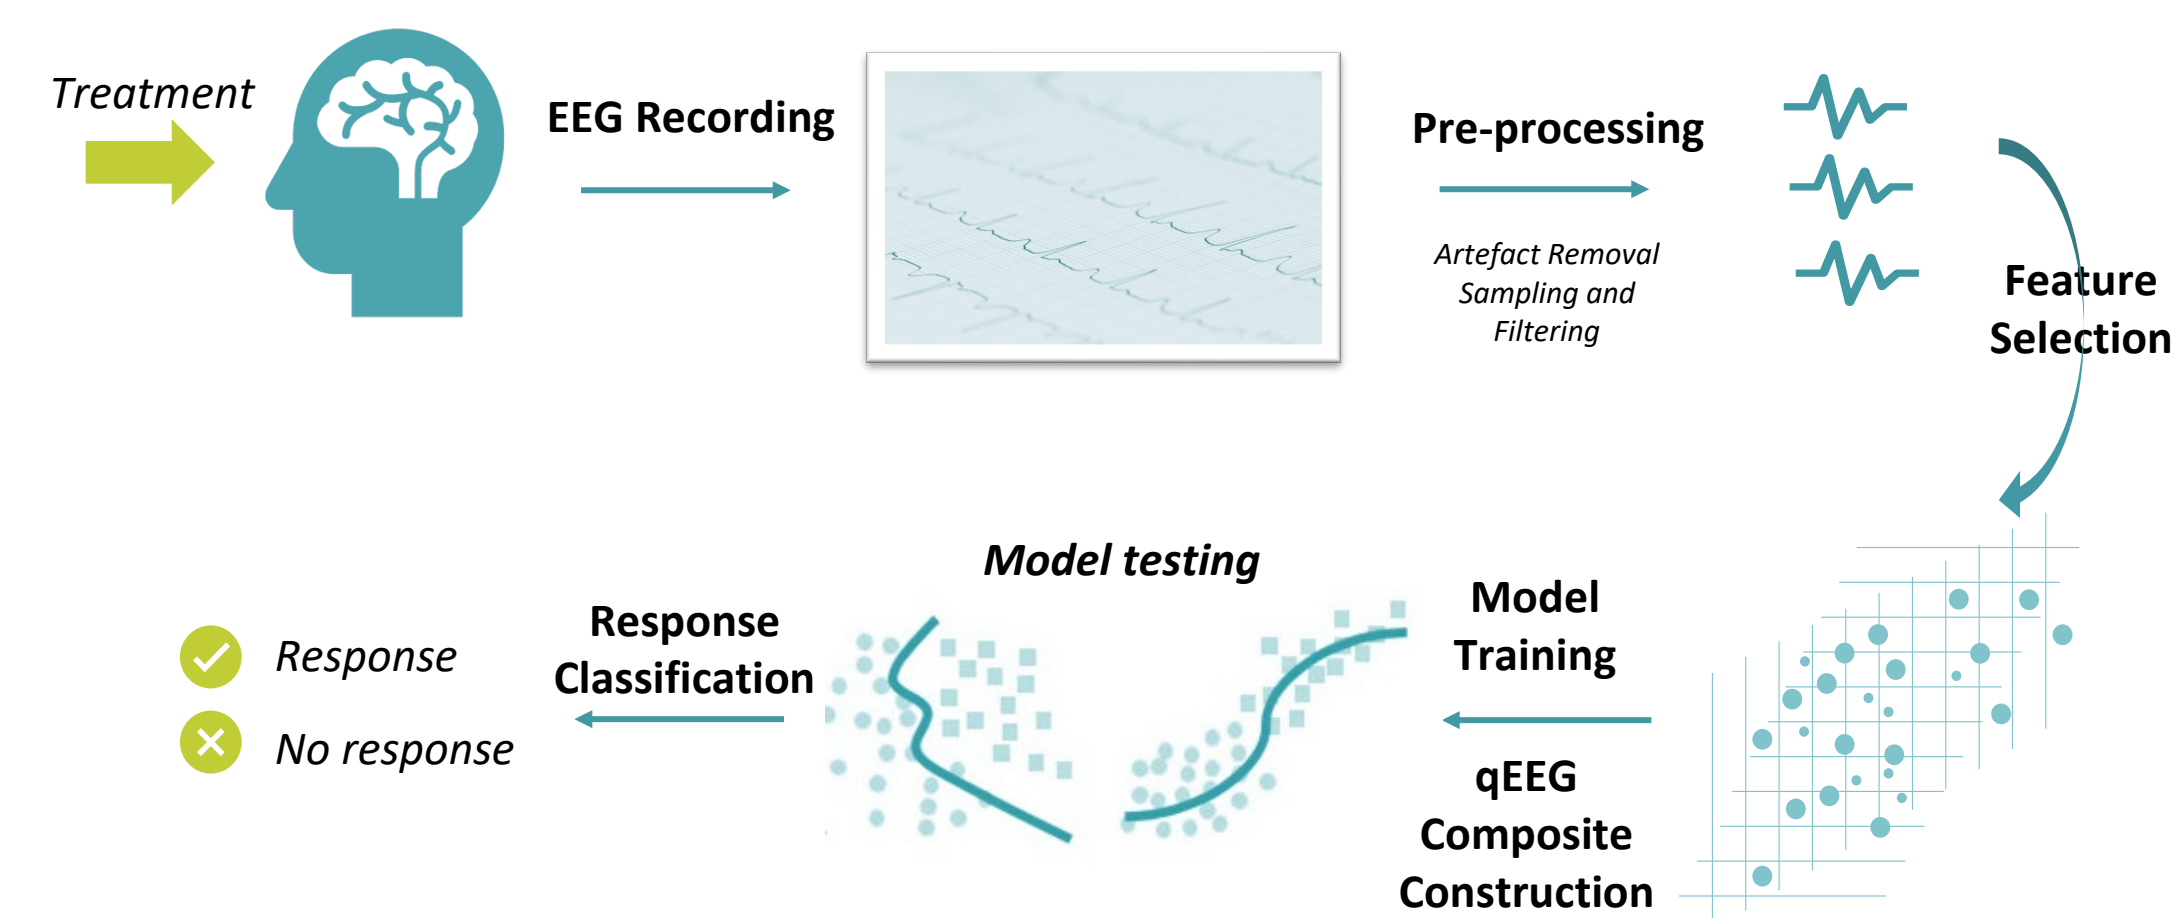 Treatment
EEG Recording
Pre-processing
Artefact Removal
Sampling and
Filtering
Feature
Selection
Model
Training
qEEG
Composite
Construction
Model testing
Response
Classification
Response
No response